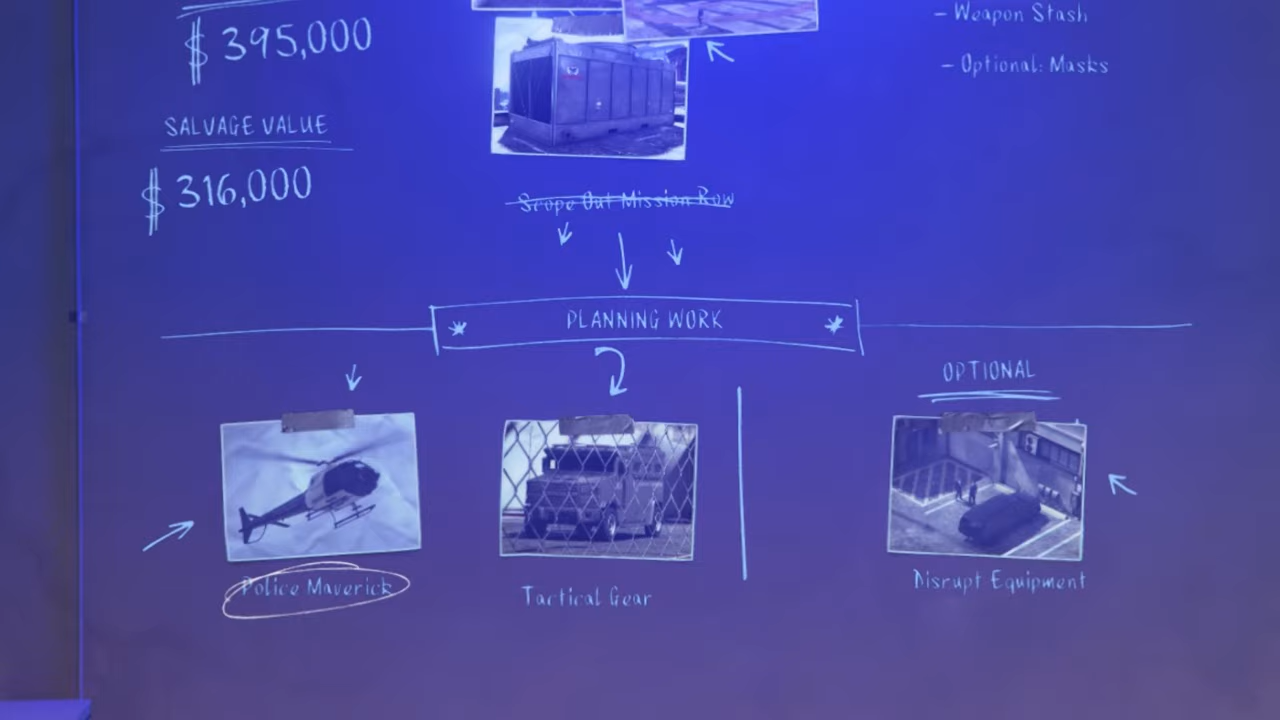 $ 395,000
- Weapon Stash
- Optional: Masks
SALVAGE VALUE
$ 316,000
Scope Out Mission Row
PLANNING WORK
OPTIONAL
Police Maverick
Tactical Gear
Disrupt Equipment